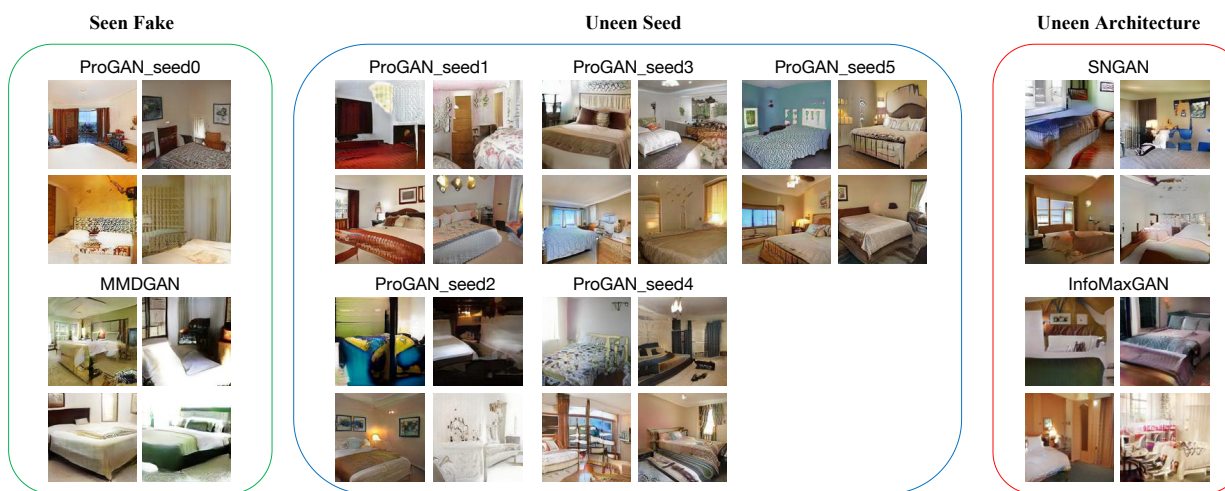 Seen Fake
Uneen Seed
Uneen Architecture
ProGAN_seed0
ProGAN_seed1
ProGAN_seed3
ProGAN_seed5
SNGAN
MMDGAN
ProGAN_seed2
ProGAN_seed4
InfoMaxGAN